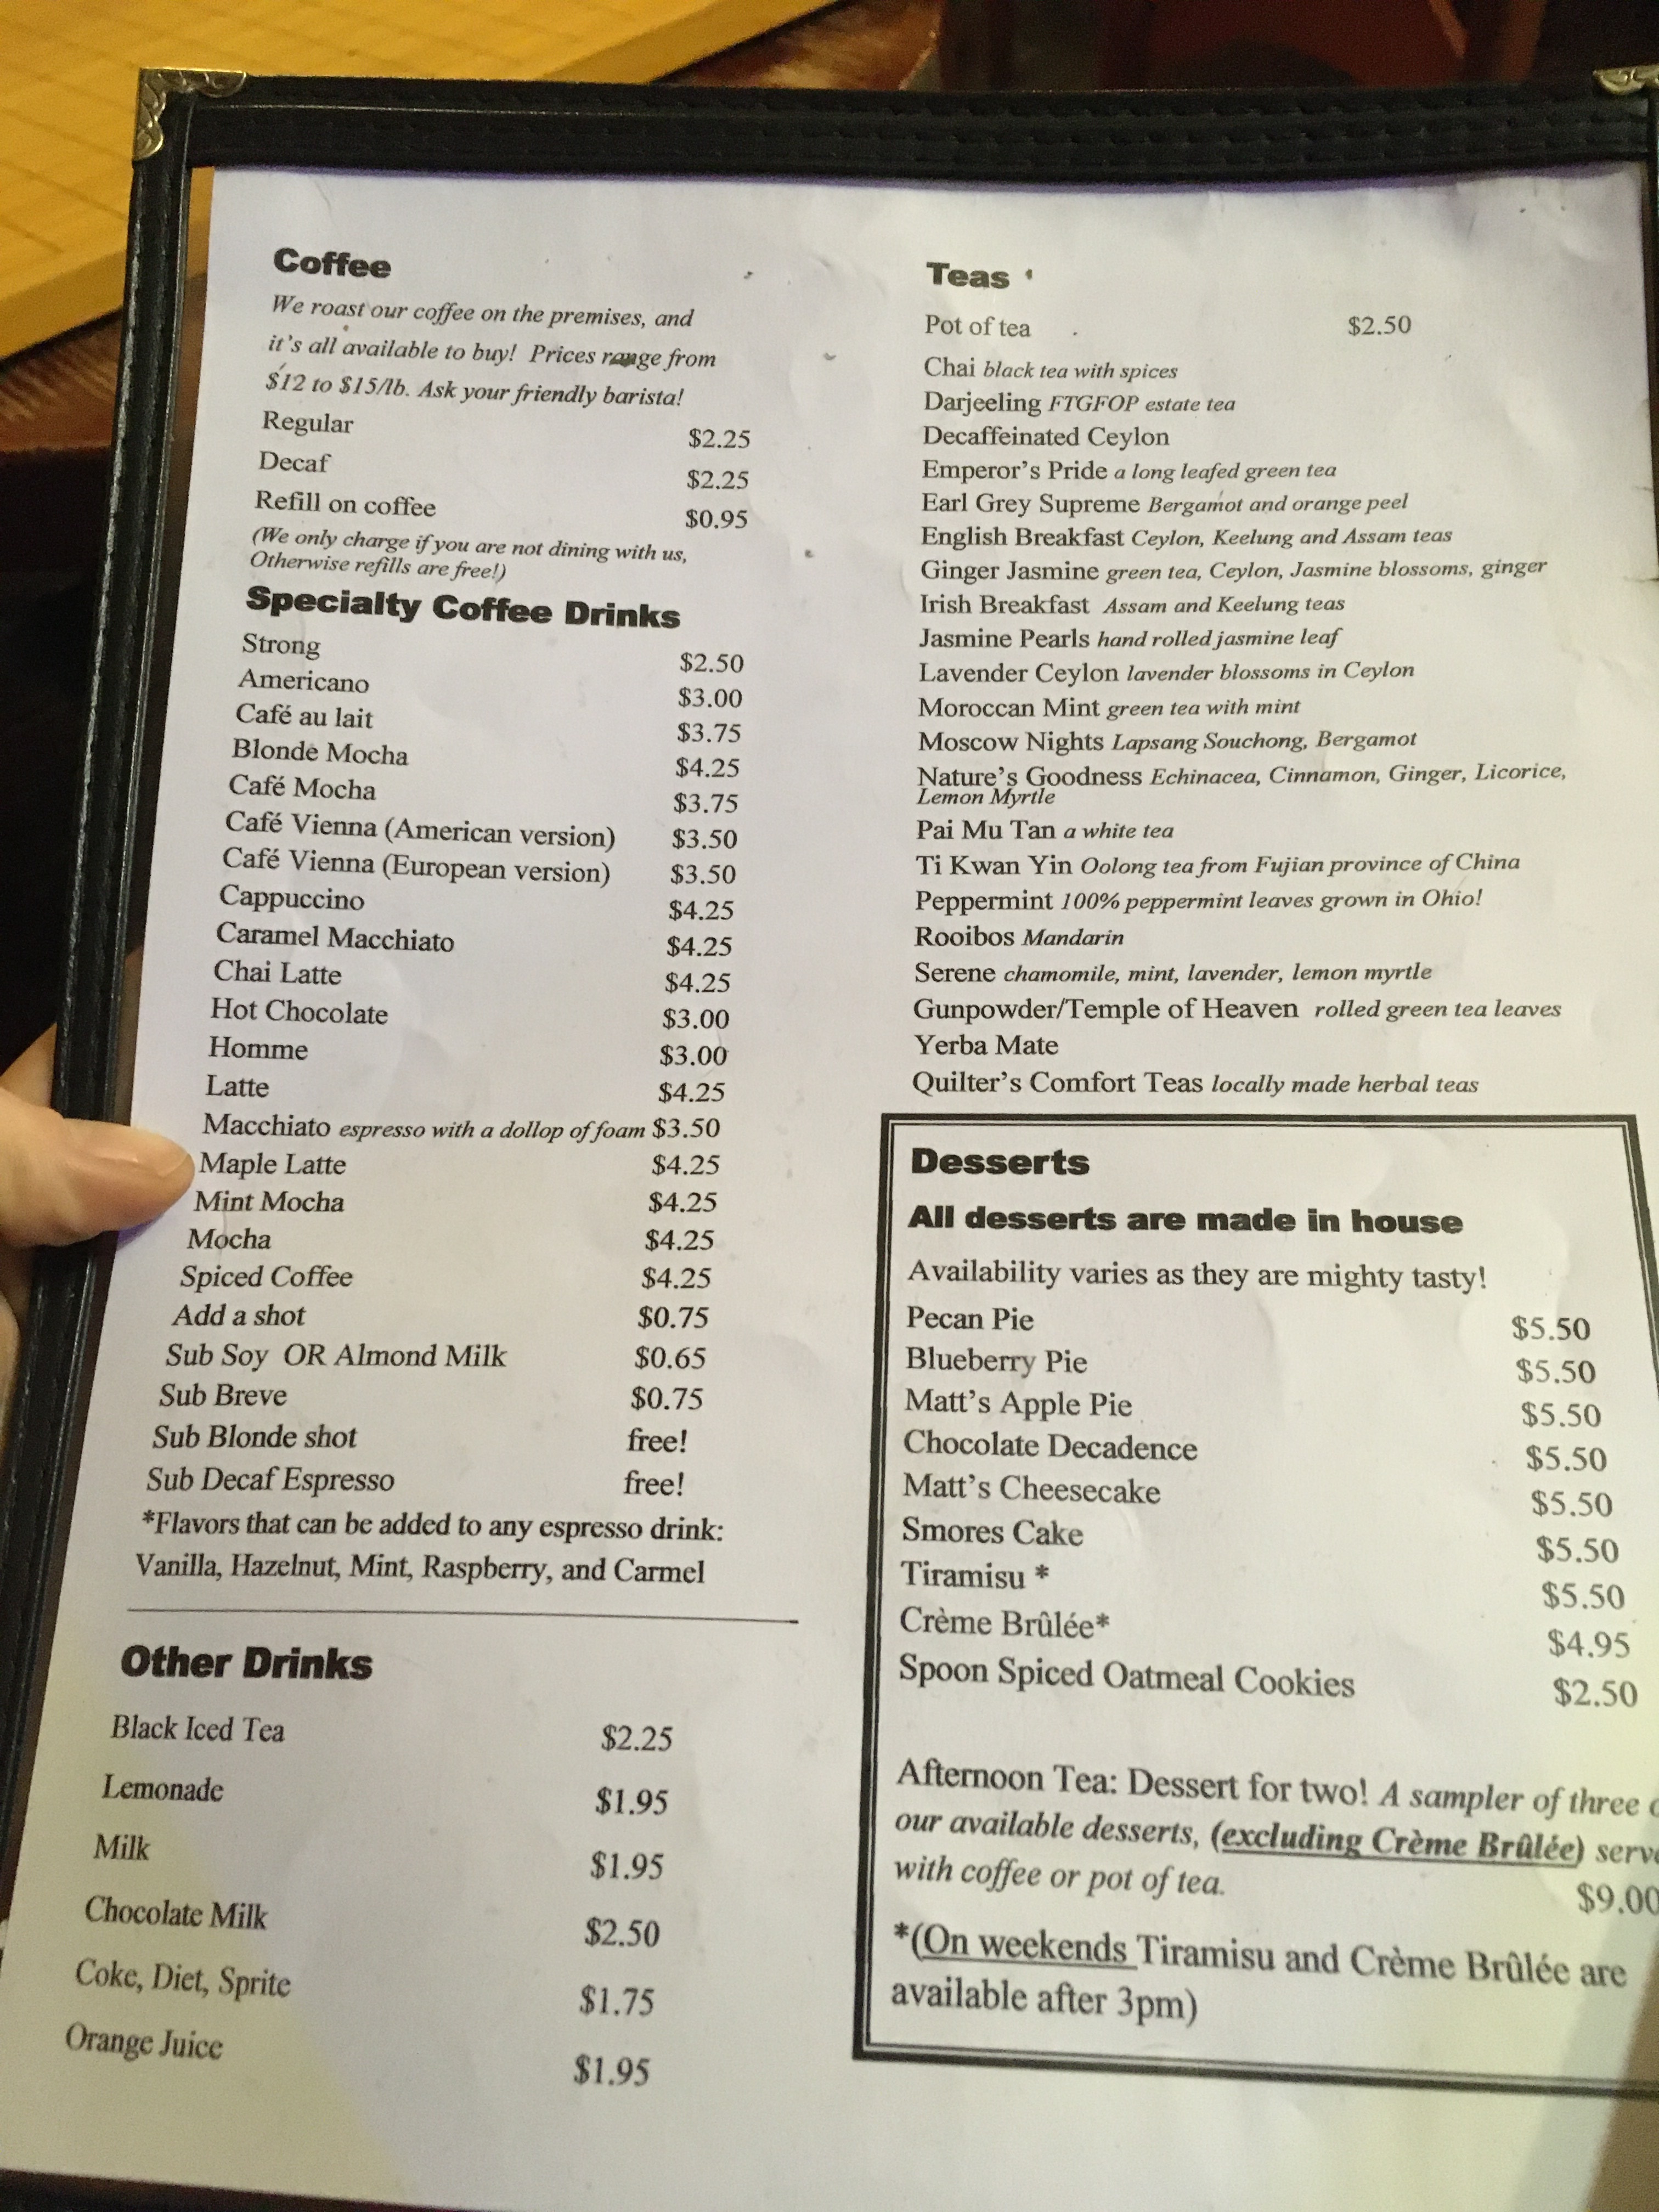 Coffee
We roast our coffee on the premises, and
it's all available to buy! Prices range from
$12 to $15/lb. Ask your friendly barista!
Regular $2.25
Decaf $2.25
Refill on coffee $0.95
(We only charge if you are not dining with us,
Otherwise refills are free!)
Specialty Coffee Drinks
Strong $2.50
Americano $3.00
Café au lait $3.75
Blonde Mocha $4.25
Café Mocha $3.75
Café Vienna (American version) $3.50
Café Vienna (European version) $3.50
Cappuccino $4.25
Caramel Macchiato $4.25
Chai Latte $4.25
Hot Chocolate $3.00
Homme $3.00
Latte $4.25
Macchiato espresso with a dollop of foam $3.50
Maple Latte $4.25
Mint Mocha $4.25
Mocha $4.25
Spiced Coffee $4.25
Add a shot $0.75
Sub Soy OR Almond Milk $0.65
Sub Breve $0.75
Sub Blonde shot free!
Sub Decaf Espresso free!
*Flavors that can be added to any espresso drink:
Vanilla, Hazelnut, Mint, Raspberry, and Carmel
Other Drinks
Black Iced Tea $2.25
Lemonade $1.95
Milk $1.95
Chocolate Milk $2.50
Coke, Diet, Sprite $1.75
Orange Juice $1.95
Teas
Pot of tea $2.50
Chai black tea with spices
Darjeeling FTGFOP estate tea
Decaffeinated Ceylon
Emperor's Pride a long leafed green tea
Earl Grey Supreme Bergamot and orange peel
English Breakfast Ceylon, Keelung and Assam teas
Ginger Jasmine green tea, Ceylon, Jasmine blossoms, ginger
Irish Breakfast Assam and Keelung teas
Jasmine Pearls hand rolled jasmine leaf
Lavender Ceylon lavender blossoms in Ceylon
Moroccan Mint green tea with mint
Moscow Nights Lapsang Souchong, Bergamot
Nature's Goodness Echinacea, Cinnamon, Ginger, Licorice,
Lemon Myrtle
Pai Mu Tan a white tea
Ti Kwan Yin Oolong tea from Fujian province of China
Peppermint 100% peppermint leaves grown in Ohio!
Rooibos Mandarin
Serene chamomile, mint, lavender, lemon myrtle
Gunpowder/Temple of Heaven rolled green tea leaves
Yerba Mate
Quilter's Comfort Teas locally made herbal teas
Desserts
All desserts are made in house
Availability varies as they are mighty tasty!
Pecan Pie $5.50
Blueberry Pie $5.50
Matt's Apple Pie $5.50
Chocolate Decadence $5.50
Matt's Cheesecake $5.50
Smores Cake $5.50
Tiramisu * $5.50
Crème Brûlée* $4.95
Spoon Spiced Oatmeal Cookies $2.50
Afternoon Tea: Dessert for two! A sampler of three
our available desserts, (excluding Crème Brûlée)
with coffee or pot of tea. $9.00
*(On weekends Tiramisu and Crème Brûlée are
available after 3pm)